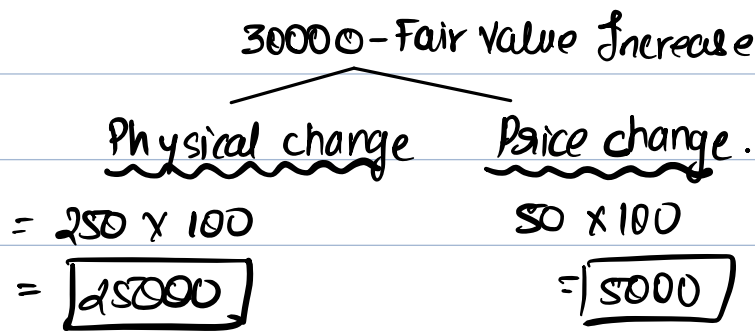 30000 - Fair Value Increase
Physical change Price change.
= 250 x 100 50 x 100
= 25000 = 5000